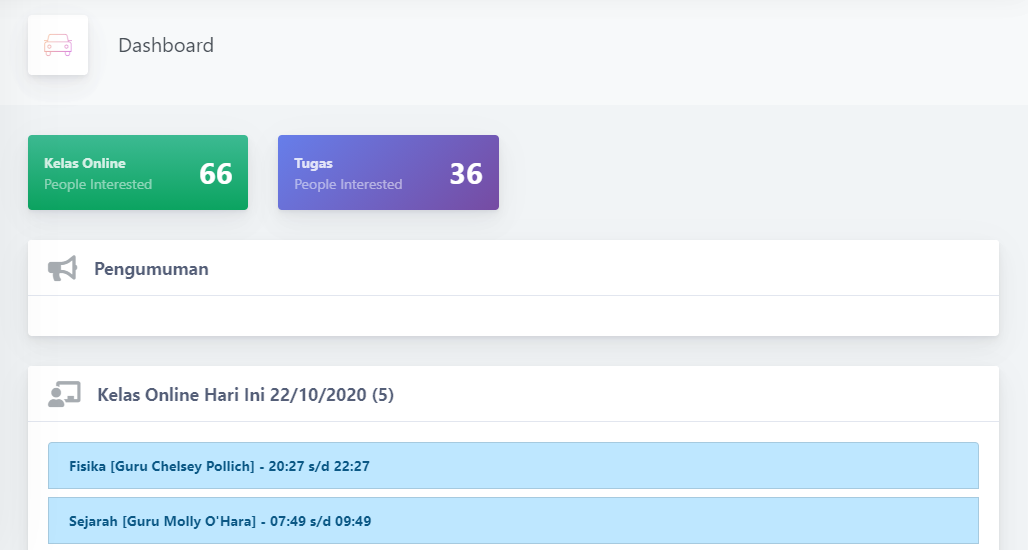 Dashboard
Kelas Online
People Interested
66
Tugas
People Interested
36
Pengumuman
Kelas Online Hari Ini 22/10/2020 (5)
Fisika [Guru Chelsey Pollich] - 20:27 s/d 22:27
Sejarah [Guru Molly O'Hara] - 07:49 s/d 09:49